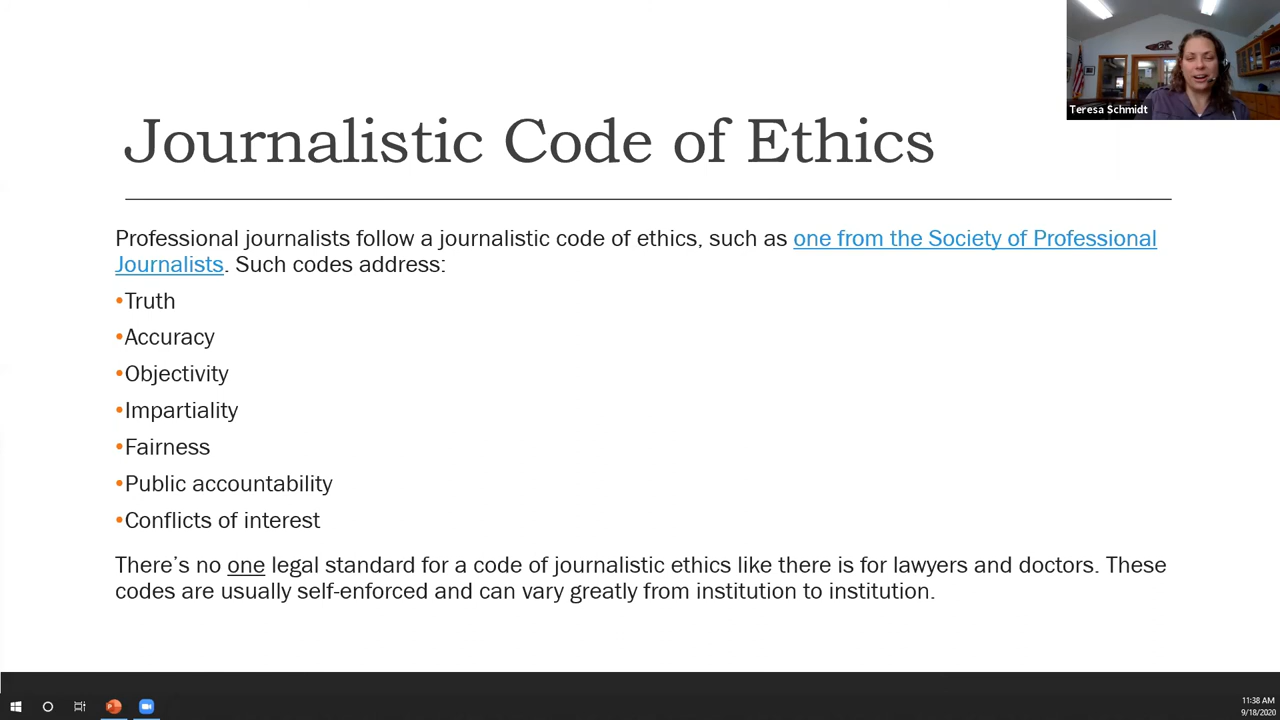 Teresa Schmidt
Journalistic Code of Ethics
Professional journalists follow a journalistic code of ethics, such as one from the Society of Professional
Journalists. Such codes address:
•Truth
•Accuracy
•Objectivity
•Impartiality
•Fairness
•Public accountability
•Conflicts of interest
There’s no one legal standard for a code of journalistic ethics like there is for lawyers and doctors. These
codes are usually self-enforced and can vary greatly from institution to institution.
11:38 AM
9/18/2020